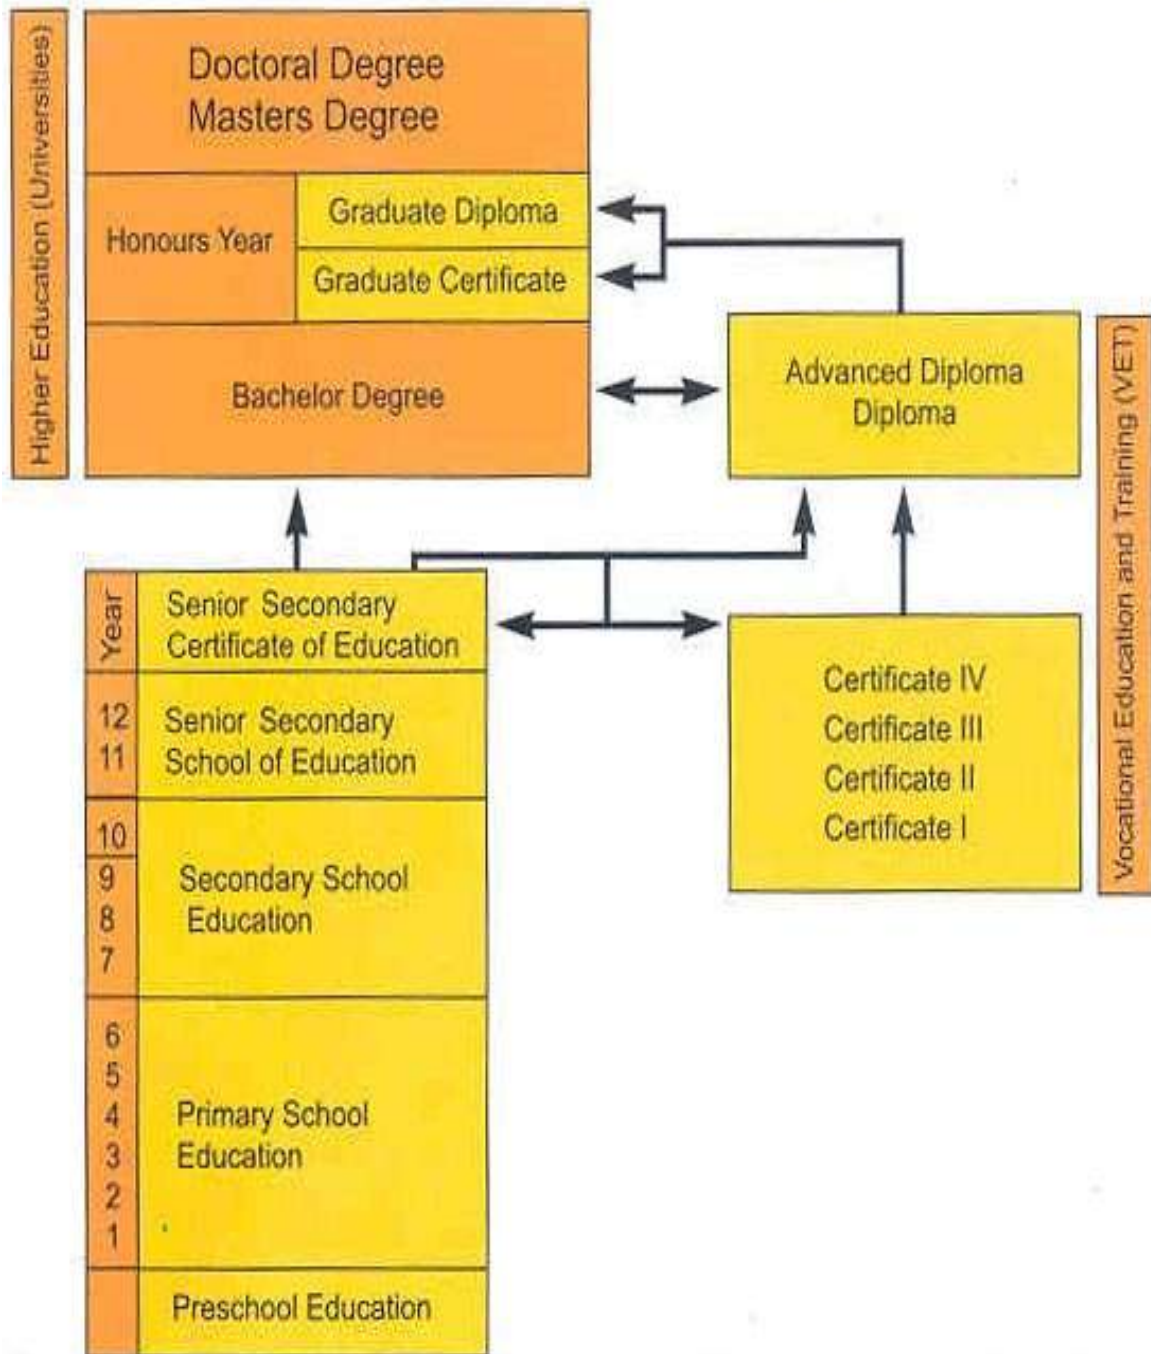 Higher Education (Universities)
Doctoral Degree
Masters Degree
Honours Year
Graduate Diploma
Graduate Certificate
Bachelor Degree
Advanced Diploma
Diploma
Vocational Education and Training (VET)
Year
Senior Secondary
Certificate of Education
12
11
Senior Secondary
School of Education
Certificate IV
Certificate III
Certificate II
Certificate I
10
9
8
7
Secondary School
Education
6
5
4
3
2
1
Primary School
Education
Preschool Education